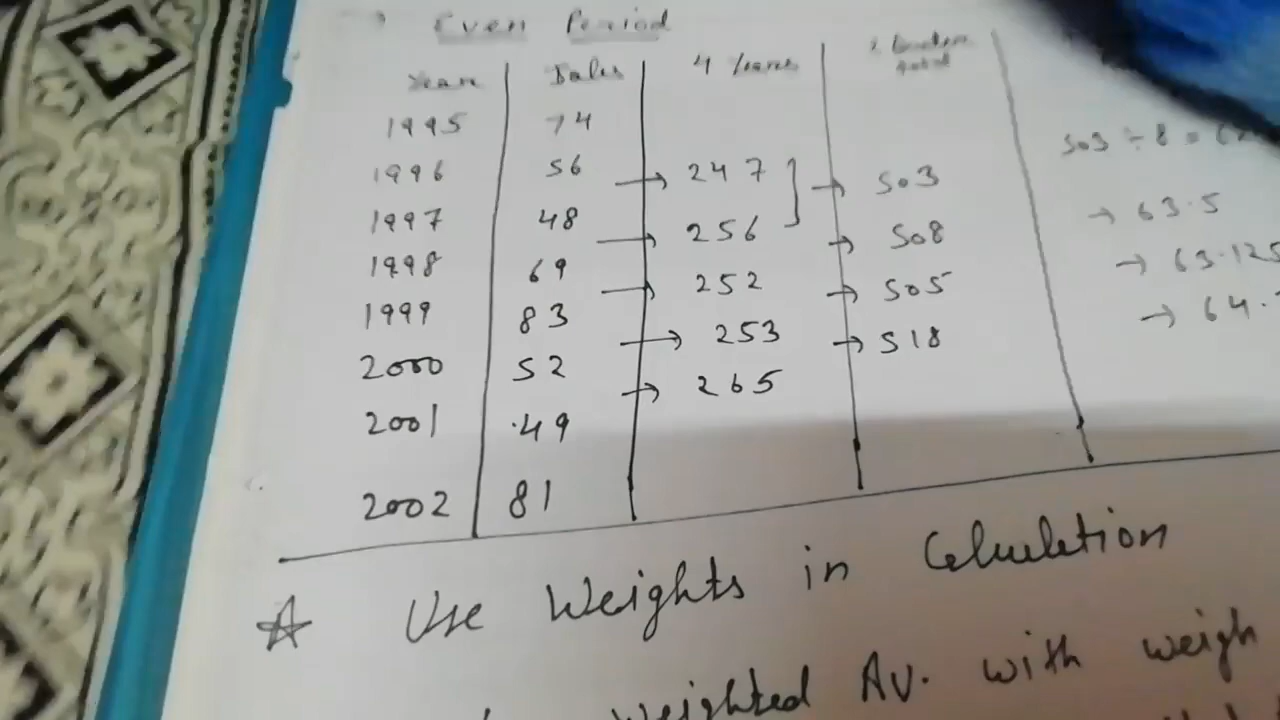 Even Period
Year Sales 4 Years
1995 74
1996 56 → 247 → 503 503 ÷ 8 =
1997 48 → 256 → 508 → 63.5
1998 69 → 252 → 505 → 63.125
1999 83 → 253 → 518 → 64.
2000 52 → 265
2001 49
2002 81
☆ Use Weights in Calculation
Weighted Av. with weigh